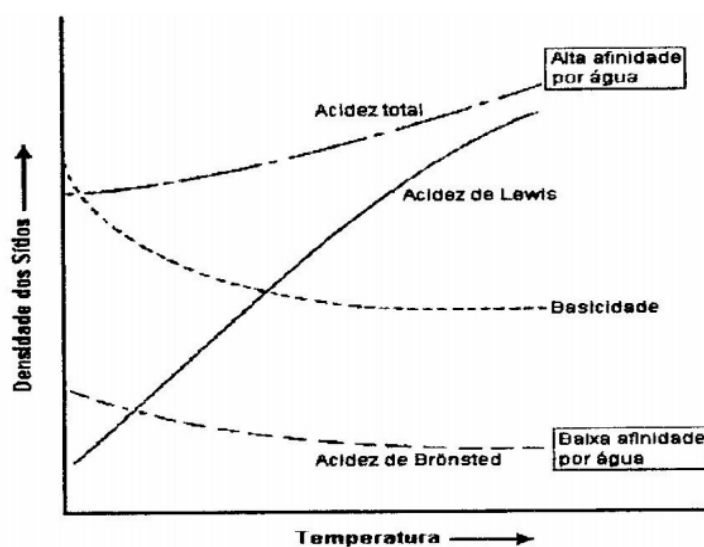 Alta afinidade
por água
Acidez total
Acidez de Lewis
Densidade dos Sítios
Basicidade
Acidez de Brönsted
Baixa afinidade
por água
Temperatura